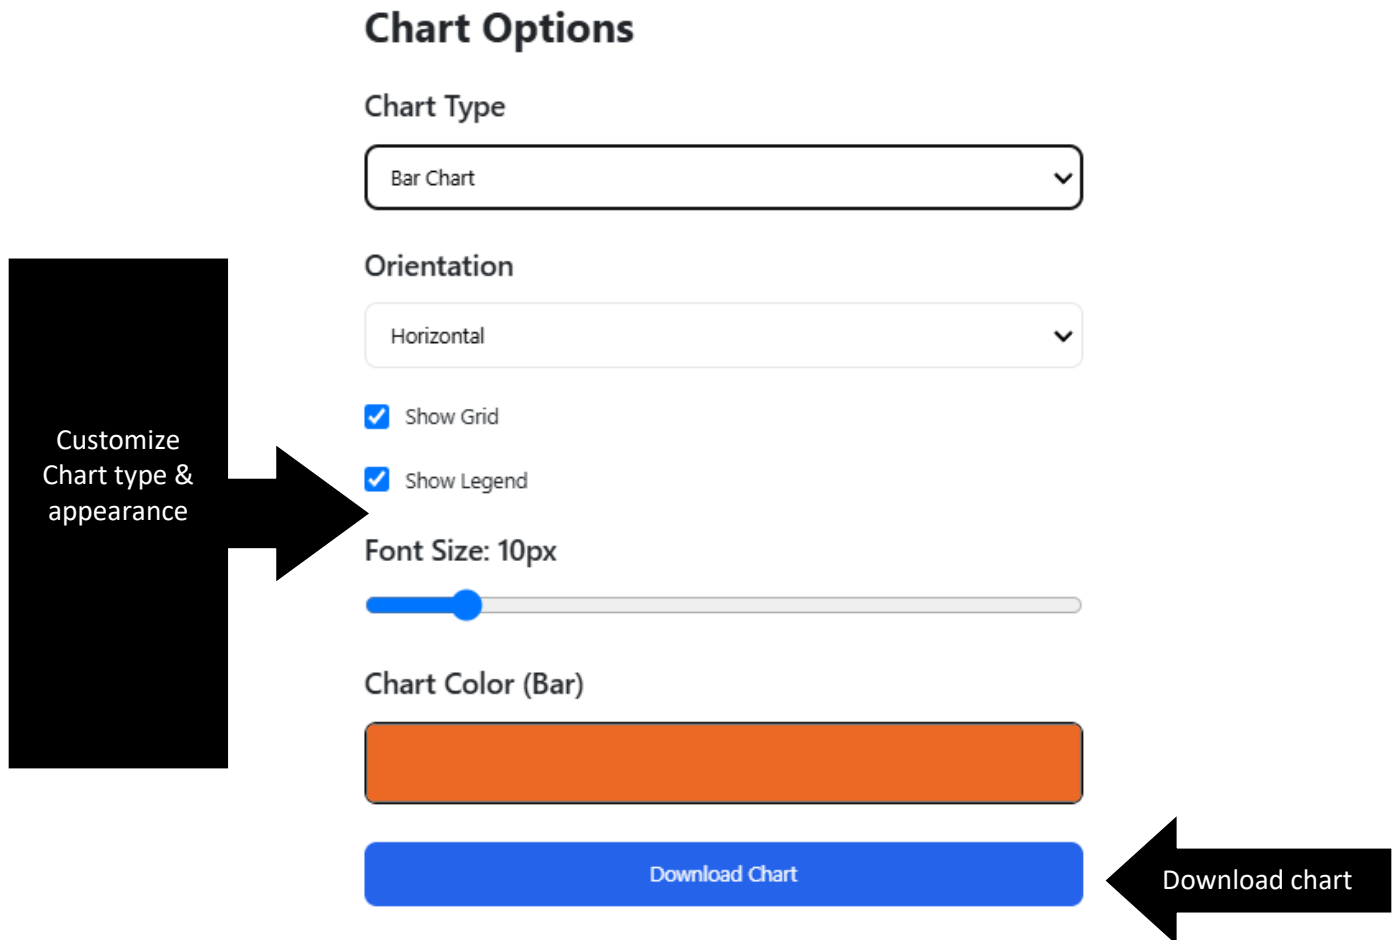 Chart Options
Chart Type
Bar Chart
Orientation
Horizontal
Show Grid
Customize
Chart type &
appearance
Show Legend
Font Size: 10px
Chart Color (Bar)
Download Chart
Download chart